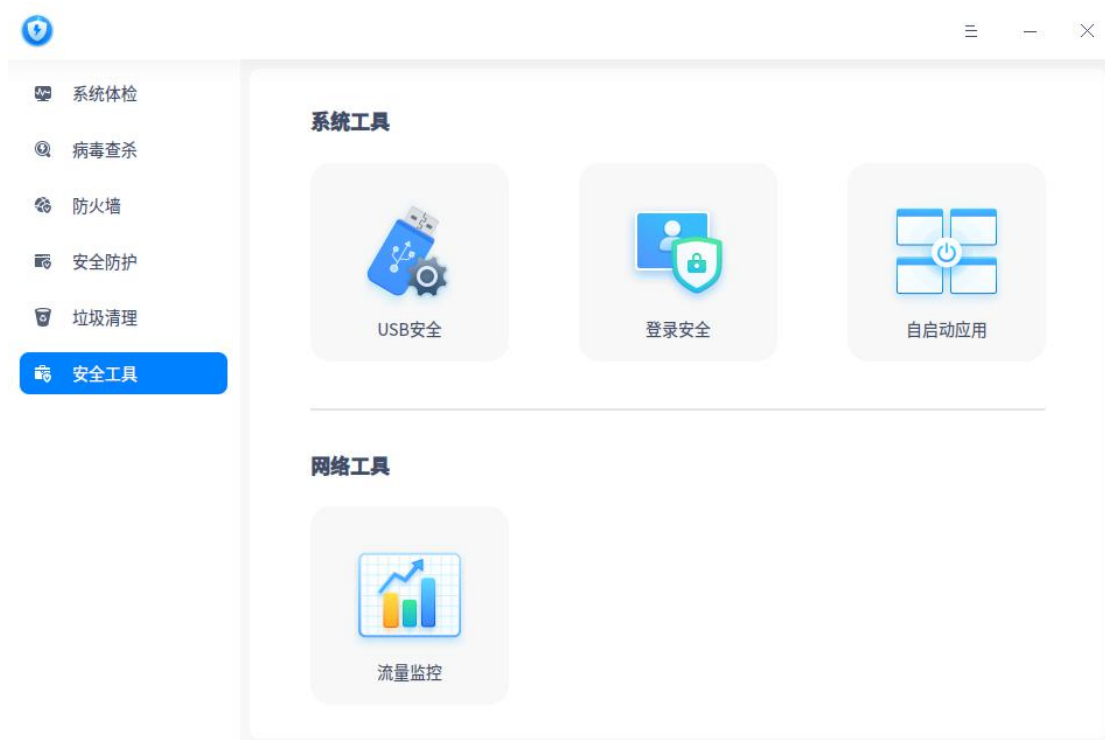 系统体检
病毒查杀
防火墙
安全防护
垃圾清理
安全工具
系统工具
USB安全
登录安全
自启动应用
网络工具
流量监控